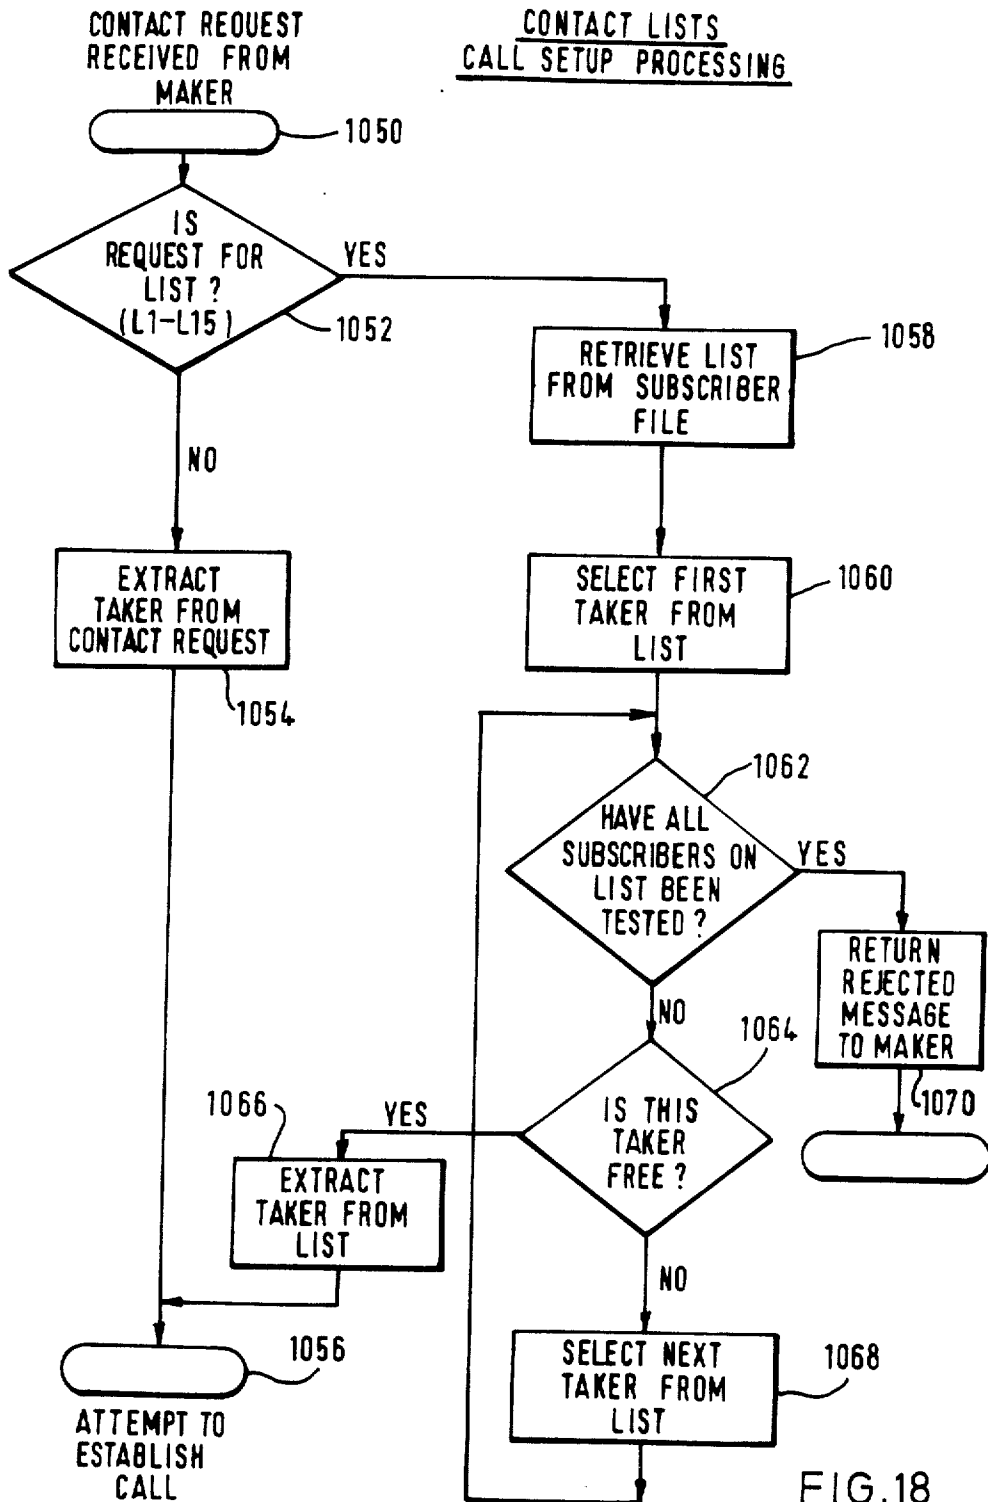 CONTACT REQUEST
RECEIVED FROM
MAKER
CONTACT LISTS
CALL SETUP PROCESSING
1050
IS
REQUEST FOR
LIST ?
(L1-L15)
YES
1052
NO
EXTRACT
TAKER FROM
CONTACT REQUEST
1054
RETRIEVE LIST
FROM SUBSCRIBER
FILE
1058
SELECT FIRST
TAKER FROM
LIST
1060
HAVE ALL
SUBSCRIBERS ON
LIST BEEN
TESTED ?
1062
YES
NO
RETURN
REJECTED
MESSAGE
TO MAKER
1070
IS THIS
TAKER
FREE ?
1064
YES
1066
EXTRACT
TAKER FROM
LIST
NO
SELECT NEXT
TAKER FROM
LIST
1068
1056
ATTEMPT TO
ESTABLISH
CALL
FIG.18